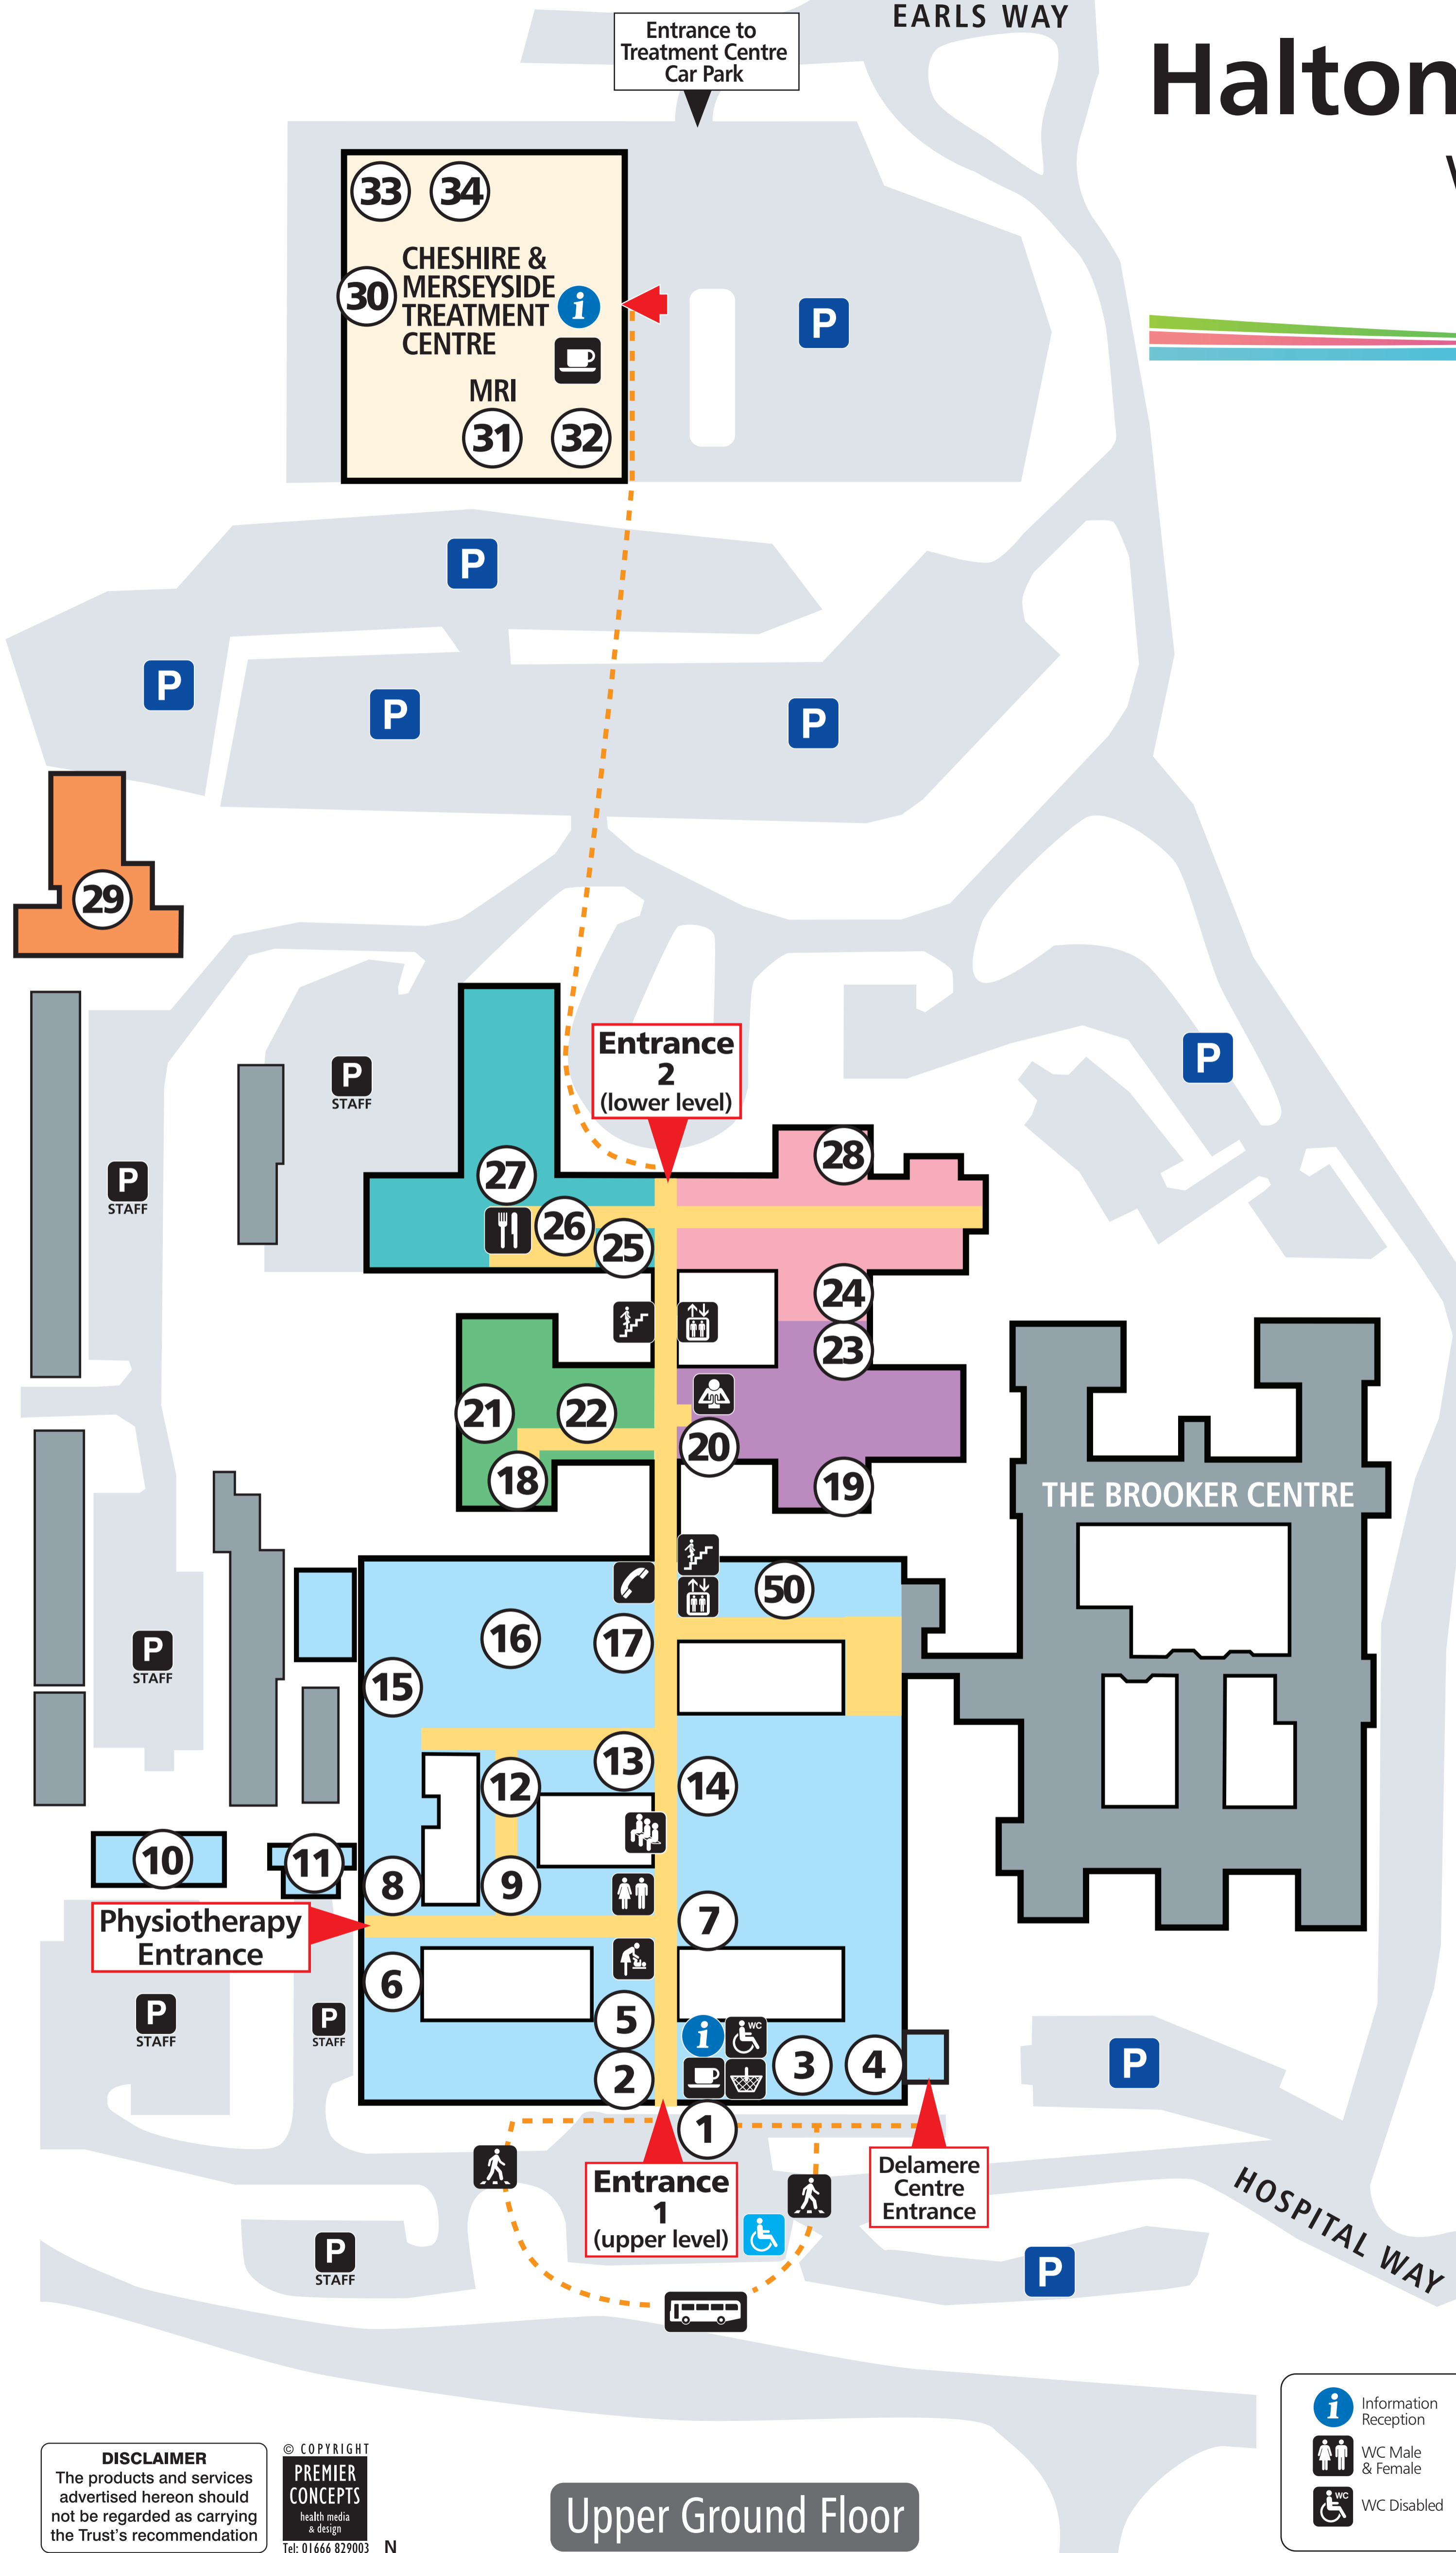 EARLS WAY
Entrance to
Treatment Centre
Car Park
Halton
33
34
CHESHIRE &
MERSEYSIDE
TREATMENT
CENTRE
30
i
P
MRI
31
32
P
P
P
P
29
P
STAFF
Entrance
2
(lower level)
P
P
STAFF
28
27
26
25
24
23
21
22
20
18
19
THE BROOKER CENTRE
50
16
17
15
P
STAFF
13
12
14
10
11
8
9
7
Physiotherapy
Entrance
6
P
STAFF
P
STAFF
5
i
WC
2
3
4
P
1
Entrance
1
(upper level)
Delamere
Centre
Entrance
HOSPITAL WAY
P
STAFF
P
i
Information
Reception
WC Male
& Female
WC
WC Disabled
DISCLAIMER
The products and services
advertised hereon should
not be regarded as carrying
the Trust's recommendation
© COPYRIGHT
PREMIER
CONCEPTS
health media
& design
Tel: 01666 829003
N
Upper Ground Floor